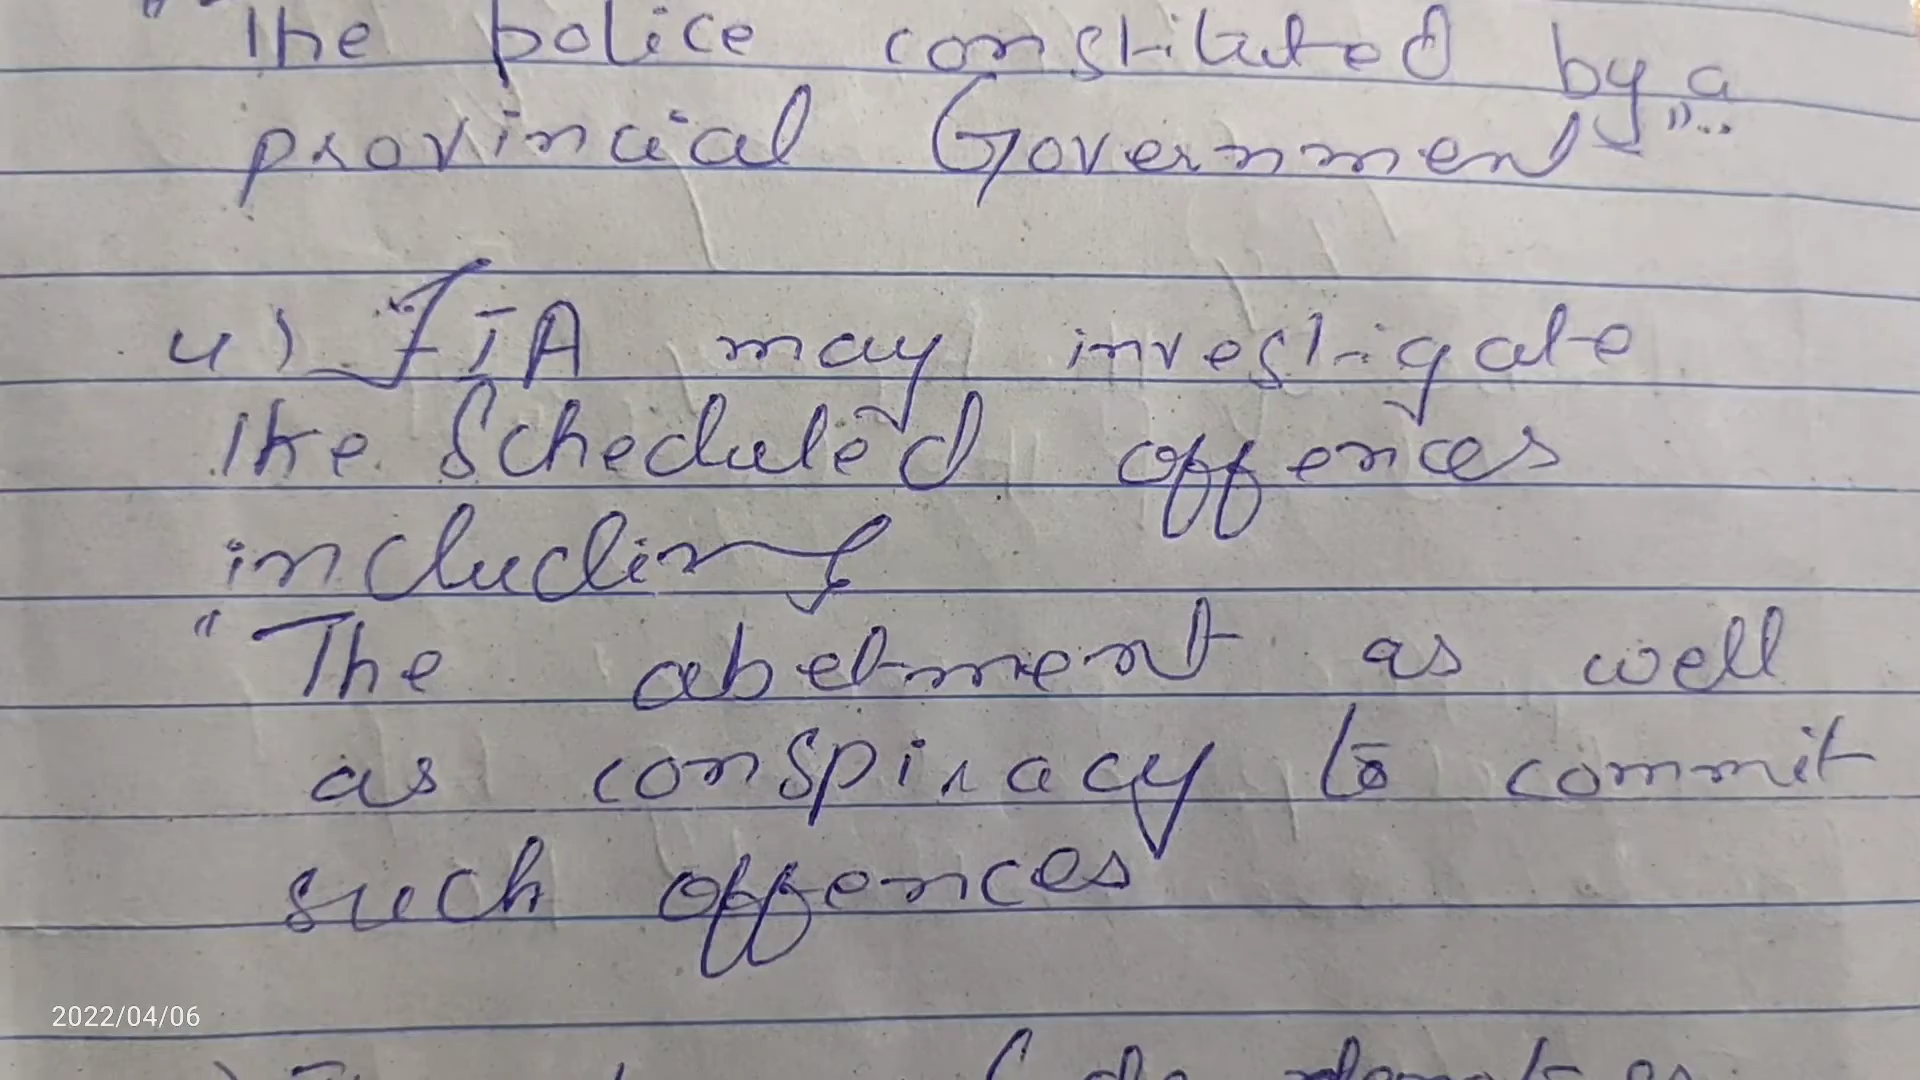 "The police constituted by a
provincial Government"..
4) FIA may investigate
the Scheduled offences
including
"The abetment as well
as conspiracy to commit
such offences
2022/04/06